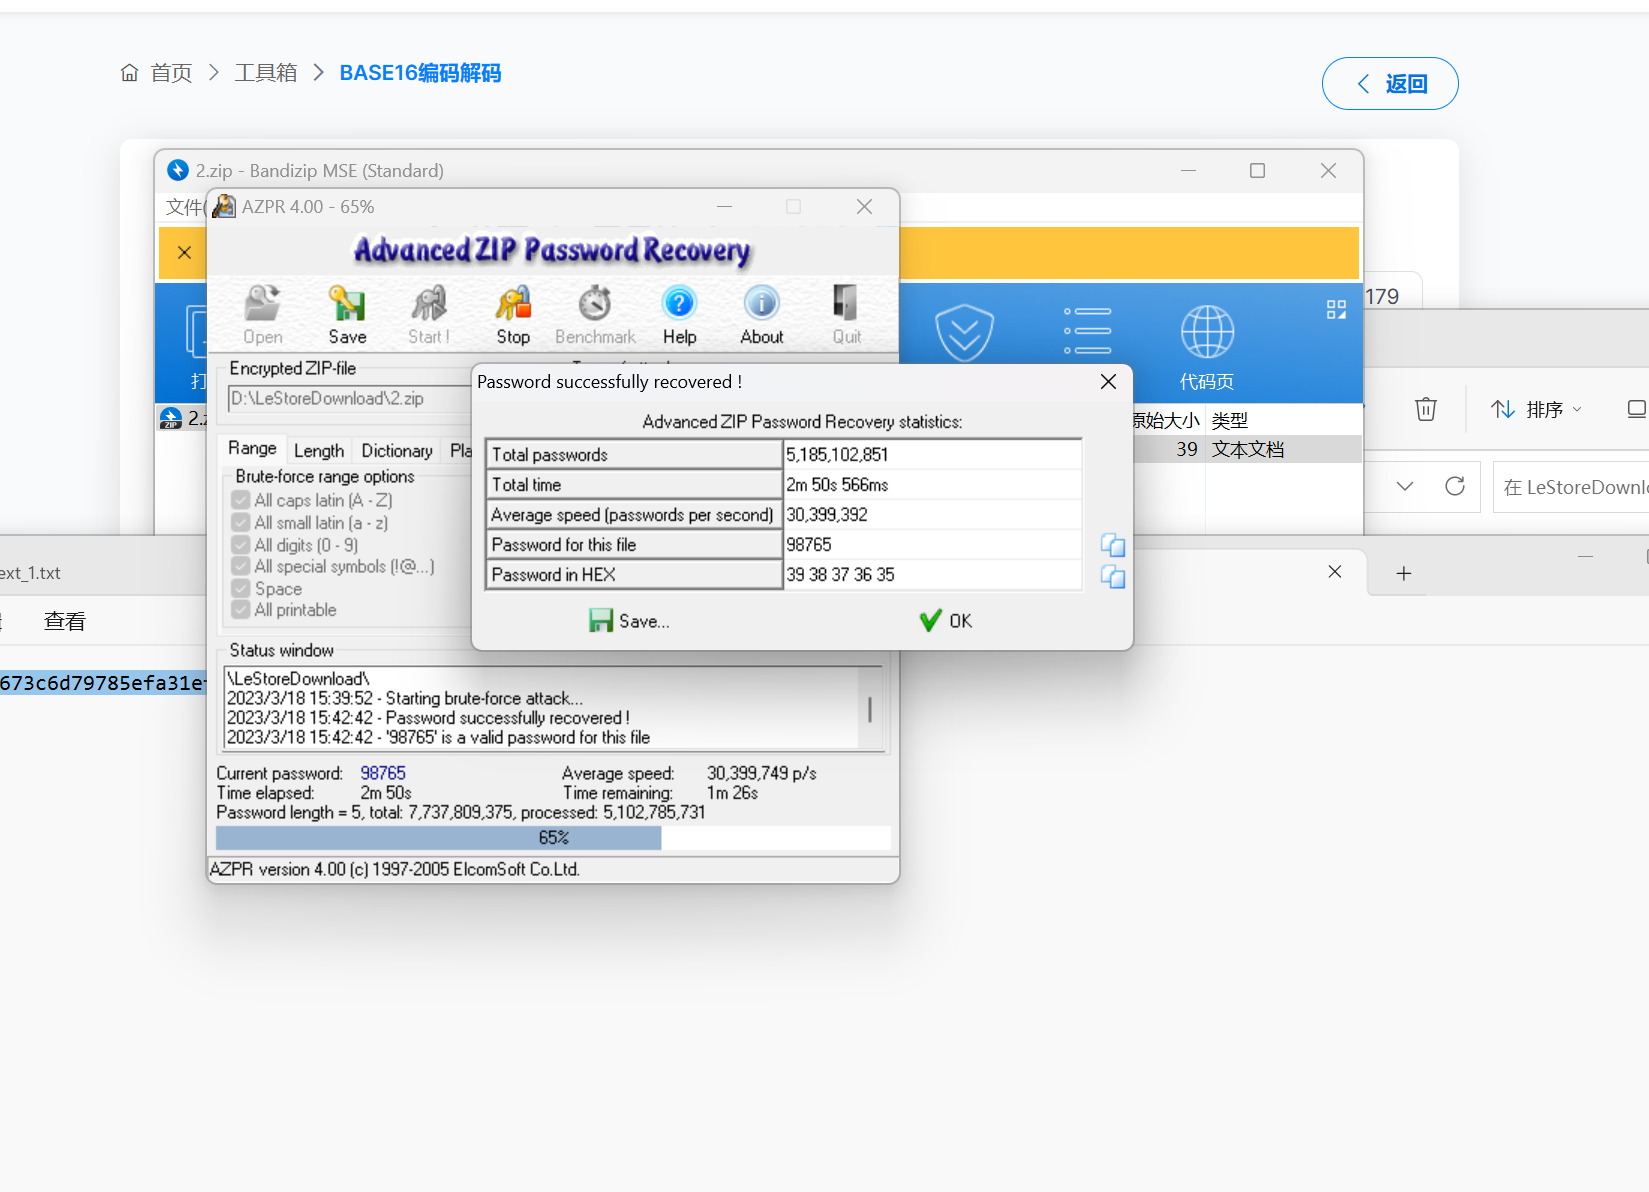 首页 > 工具箱 > BASE16编码解码
返回
2.zip - Bandizip MSE (Standard)
文件(
AZPR 4.00 - 65%
Advanced ZIP Password Recovery
Open Save Start ! Stop Benchmark Help About Quit
179
代码页
Encrypted ZIP-file
D:\LeStoreDownload\2.zip
2.z
原始大小 类型
39 文本文档
排序
在 LeStoreDownlo
Range Length Dictionary Pla
Brute-force range options
All caps latin (A - Z)
All small latin (a - z)
All digits (0 - 9)
All special symbols (!@...)
Space
All printable
Password successfully recovered !
Advanced ZIP Password Recovery statistics:
Total passwords 5,185,102,851
Total time 2m 50s 566ms
Average speed (passwords per second) 30,399,392
Password for this file 98765
Password in HEX 39 38 37 36 35
Save... OK
ext_1.txt
查看
673c6d79785efa31e
Status window
\LeStoreDownload\
2023/3/18 15:39:52 - Starting brute-force attack...
2023/3/18 15:42:42 - Password successfully recovered !
2023/3/18 15:42:42 - '98765' is a valid password for this file
Current password: 98765 Average speed: 30,399,749 p/s
Time elapsed: 2m 50s Time remaining: 1m 26s
Password length = 5, total: 7,737,809,375, processed: 5,102,785,731
65%
AZPR version 4.00 (c) 1997-2005 ElcomSoft Co.Ltd.